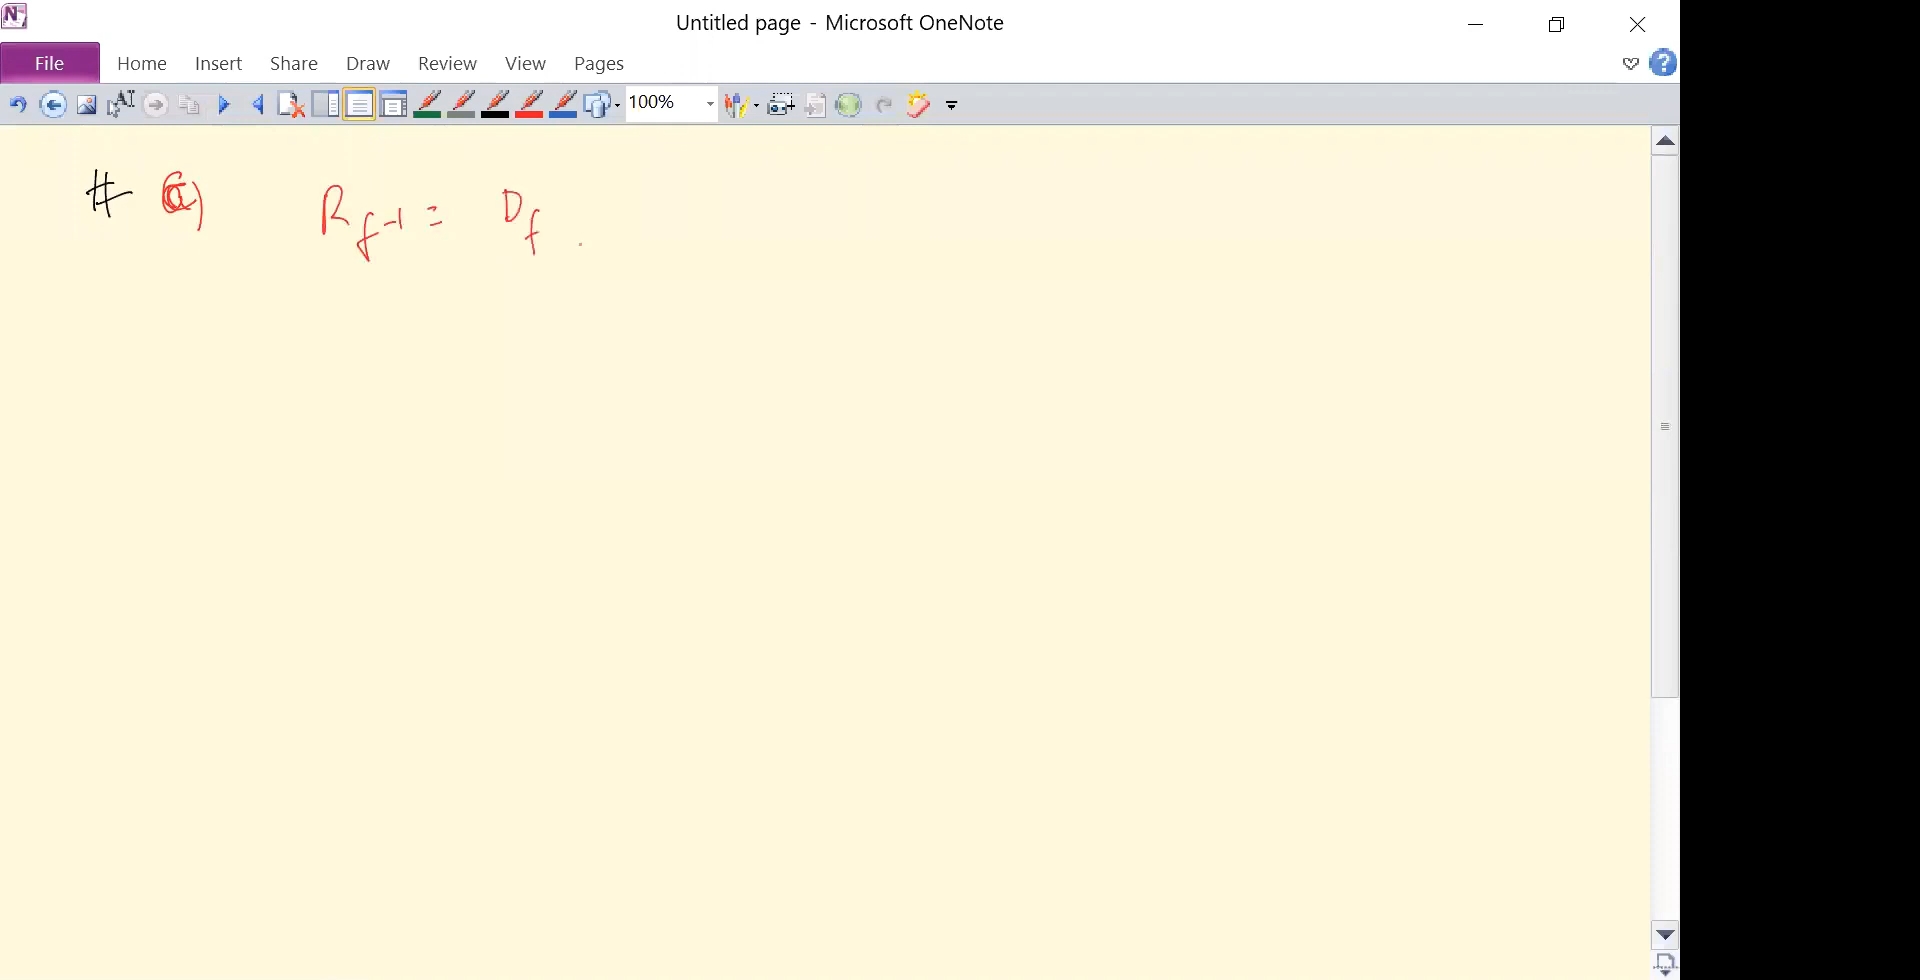 Untitled page - Microsoft OneNote
File Home Insert Share Draw Review View Pages
100%
# a) R_{f^{-1}} = D_f